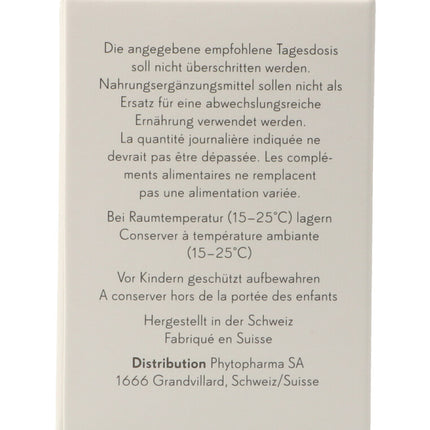 Die angegebene empfohlene Tagesdosis
soll nicht überschritten werden.
Nahrungsergänzungsmittel sollen nicht als
Ersatz für eine abwechslungsreiche
Ernährung verwendet werden.
La quantité journalière indiquée ne
devrait pas être dépassée. Les complé-
ments alimentaires ne remplacent
pas une alimentation variée.
Bei Raumtemperatur (15–25°C) lagern
Conserver à température ambiante
(15–25°C)
Vor Kindern geschützt aufbewahren
A conserver hors de la portée des enfants
Hergestellt in der Schweiz
Fabriqué en Suisse
Distribution Phytopharma SA
1666 Grandvillard, Schweiz/Suisse